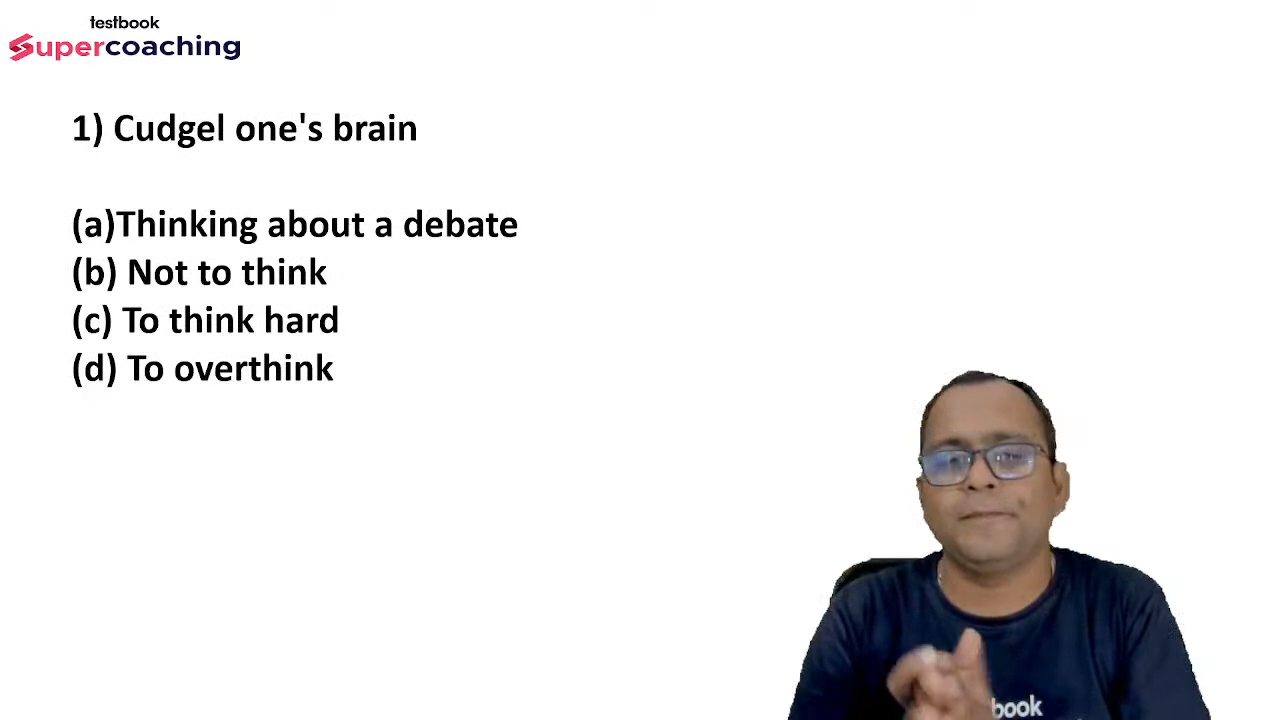 testbook
Supercoaching
1) Cudgel one's brain
(a)Thinking about a debate
(b) Not to think
(c) To think hard
(d) To overthink
book